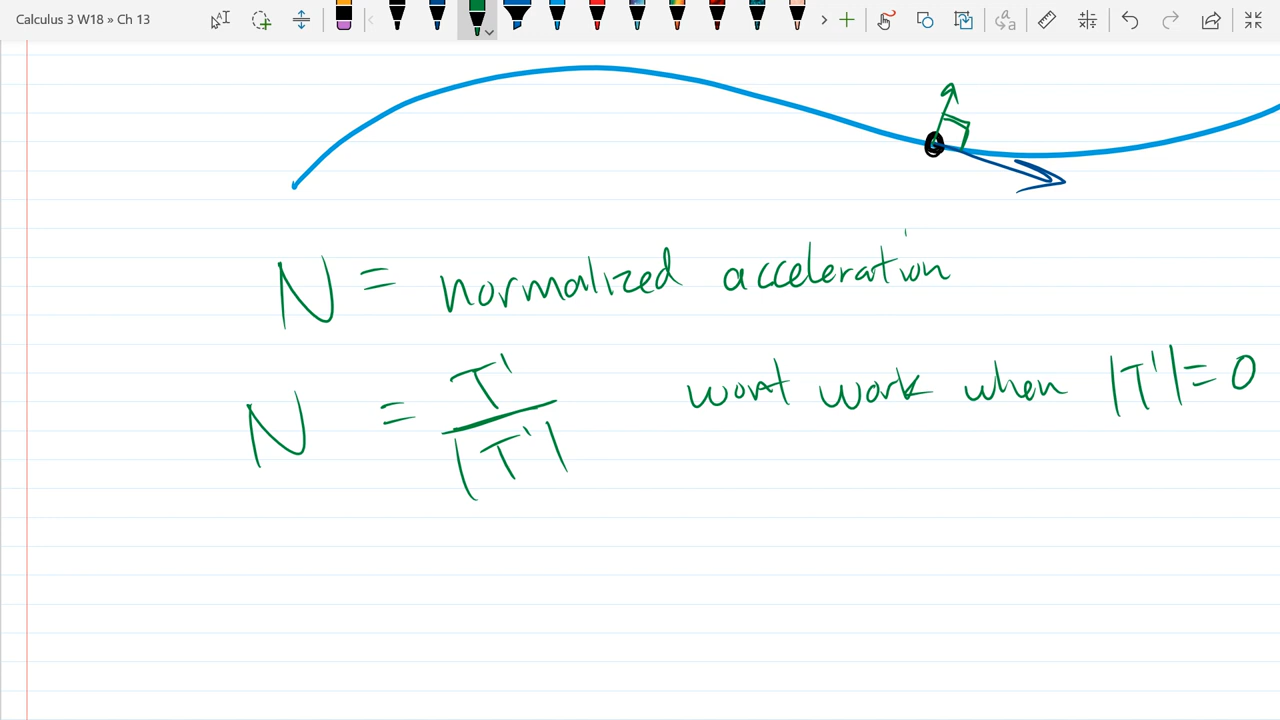 Calculus 3 W18 » Ch 13
N = normalized acceleration
N = T' / |T'| wont work when |T'| = 0